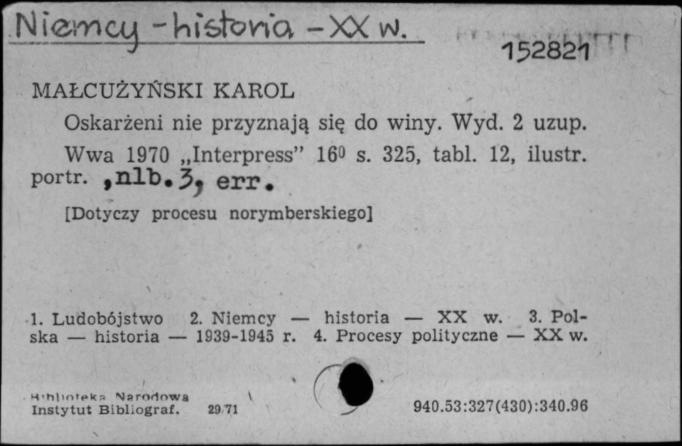 Niemcy - historia - XX w.
152821
MAŁCUŻYŃSKI KAROL
Oskarżeni nie przyznają się do winy. Wyd. 2 uzup.
Wwa 1970 „Interpress” 16⁰ s. 325, tabl. 12, ilustr.
portr. ,nlb.3, err.
[Dotyczy procesu norymberskiego]
1. Ludobójstwo 2. Niemcy — historia — XX w. 3. Pol-
ska — historia — 1939-1945 r. 4. Procesy polityczne — XX w.
Biblioteka Narodowa
Instytut Bibliograf. 29/71
940.53:327(430):340.96